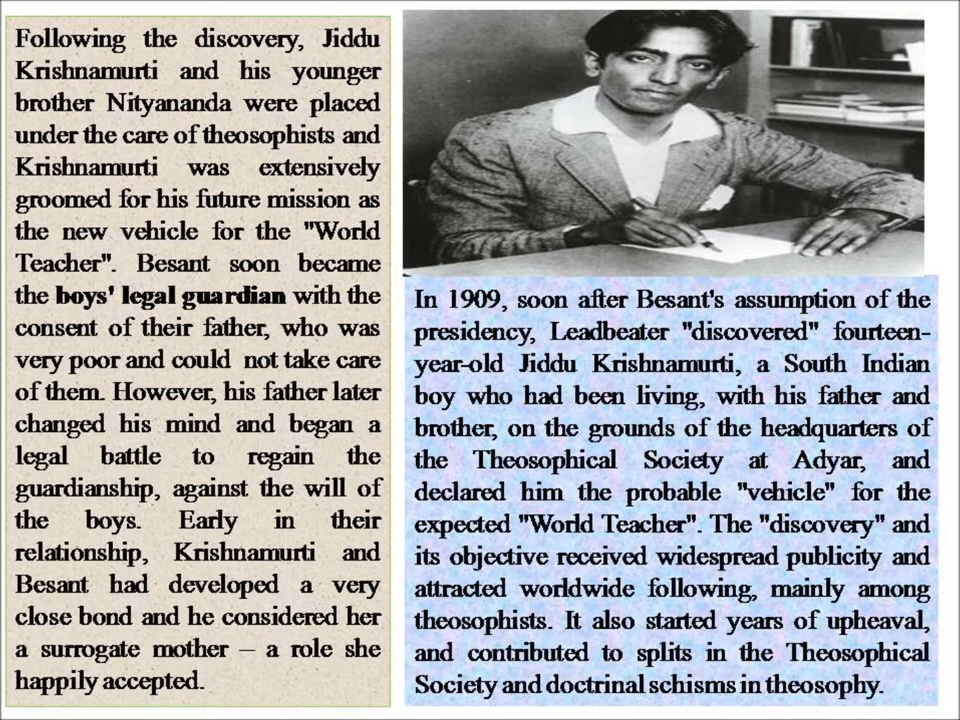 Following the discovery, Jiddu
Krishnamurti and his younger
brother Nityananda were placed
under the care of theosophists and
Krishnamurti was extensively
groomed for his future mission as
the new vehicle for the "World
Teacher". Besant soon became
the boys' legal guardian with the
consent of their father, who was
very poor and could not take care
of them. However, his father later
changed his mind and began a
legal battle to regain the
guardianship, against the will of
the boys. Early in their
relationship, Krishnamurti and
Besant had developed a very
close bond and he considered her
a surrogate mother – a role she
happily accepted.
In 1909, soon after Besant's assumption of the
presidency, Leadbeater "discovered" fourteen-
year-old Jiddu Krishnamurti, a South Indian
boy who had been living, with his father and
brother, on the grounds of the headquarters of
the Theosophical Society at Adyar, and
declared him the probable "vehicle" for the
expected "World Teacher". The "discovery" and
its objective received widespread publicity and
attracted worldwide following, mainly among
theosophists. It also started years of upheaval,
and contributed to splits in the Theosophical
Society and doctrinal schisms in theosophy.